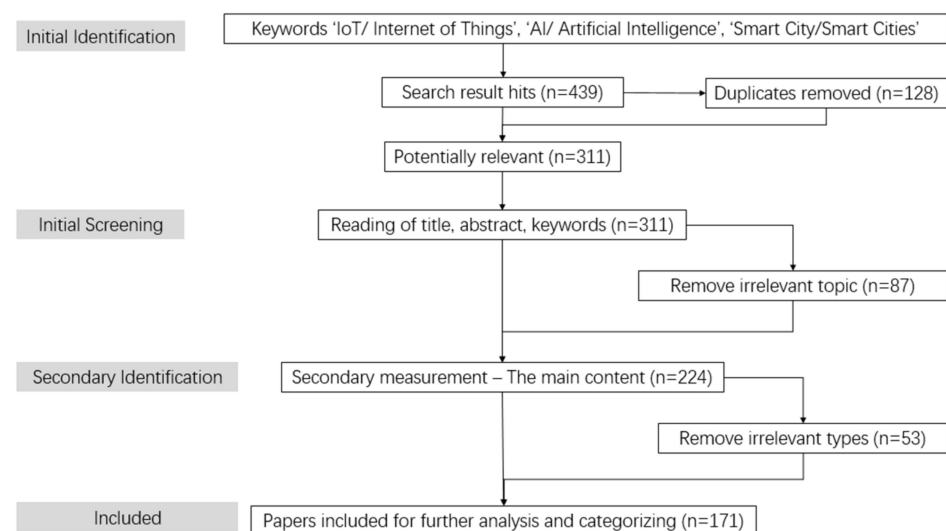 Initial Identification
Keywords ‘IoT/ Internet of Things’, ‘AI/ Artificial Intelligence’, ‘Smart City/Smart Cities’
Search result hits (n=439)
Duplicates removed (n=128)
Potentially relevant (n=311)
Initial Screening
Reading of title, abstract, keywords (n=311)
Remove irrelevant topic (n=87)
Secondary Identification
Secondary measurement – The main content (n=224)
Remove irrelevant types (n=53)
Included
Papers included for further analysis and categorizing (n=171)